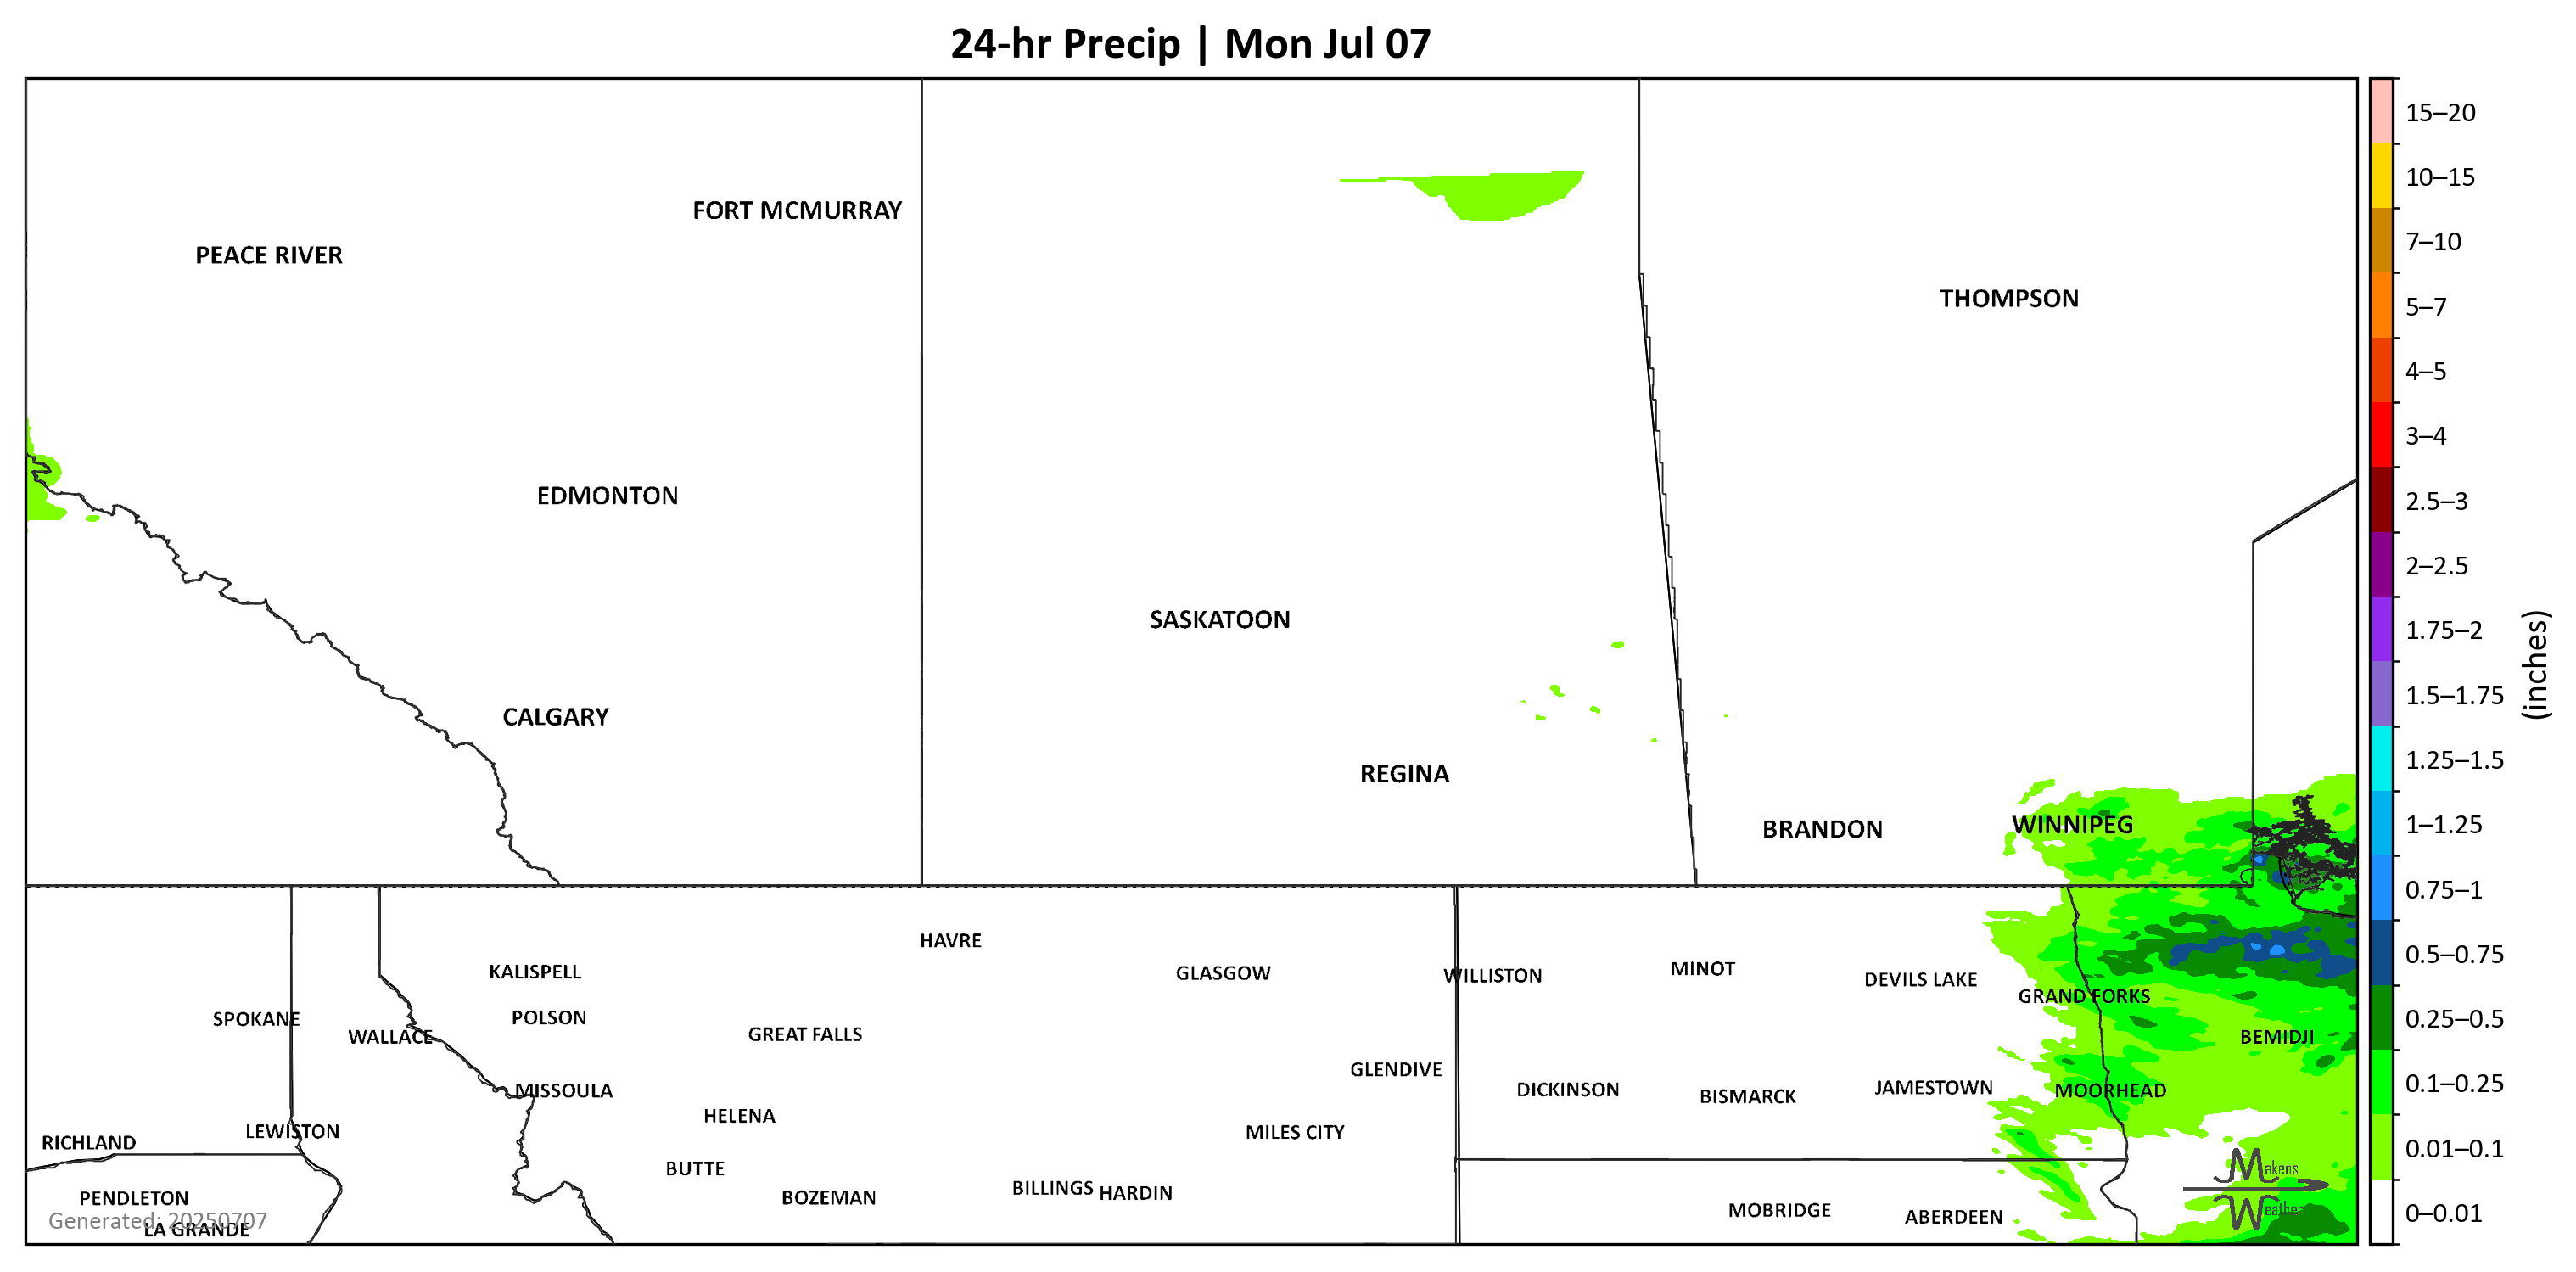 24-hr Precip | Mon Jul 07
FORT MCMURRAY
PEACE RIVER
THOMPSON
EDMONTON
SASKATOON
CALGARY
REGINA
BRANDON
WINNIPEG
HAVRE
KALISPELL
GLASGOW
WILLISTON
MINOT
DEVILS LAKE
GRAND FORKS
SPOKANE
POLSON
WALLACE
GREAT FALLS
BEMIDJI
GLENDIVE
MISSOULA
DICKINSON
BISMARCK
JAMESTOWN
MOORHEAD
HELENA
LEWISTON
MILES CITY
RICHLAND
BUTTE
PENDLETON
BOZEMAN
BILLINGS
HARDIN
MOBRIDGE
ABERDEEN
Generated: 20250707
LA GRANDE
Makens
Weather
15–20
10–15
7–10
5–7
4–5
3–4
2.5–3
2–2.5
1.75–2
1.5–1.75
1.25–1.5
1–1.25
0.75–1
0.5–0.75
0.25–0.5
0.1–0.25
0.01–0.1
0–0.01
(inches)